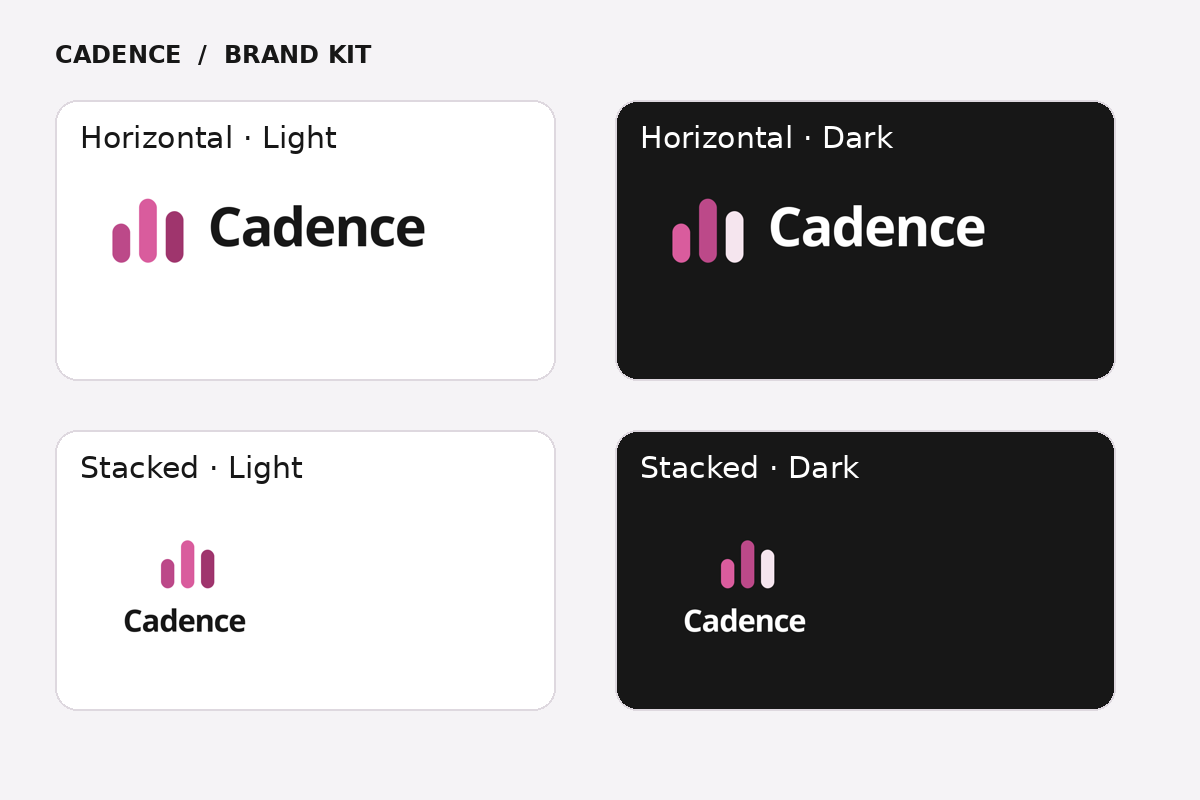 CADENCE / BRAND KIT
Horizontal · Light
Cadence
Horizontal · Dark
Cadence
Stacked · Light
Cadence
Stacked · Dark
Cadence